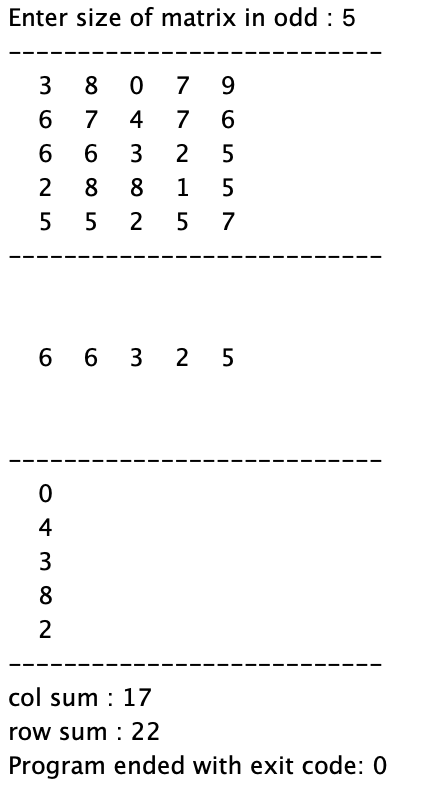 Enter size of matrix in odd : 5
---------------------------
3 8 0 7 9
6 7 4 7 6
6 6 3 2 5
2 8 8 1 5
5 5 2 5 7
---------------------------
6 6 3 2 5
---------------------------
0
4
3
8
2
---------------------------
col sum : 17
row sum : 22
Program ended with exit code: 0